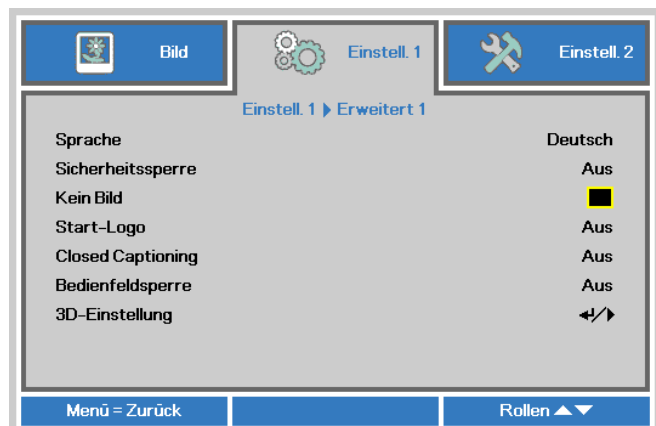 Bild
Einstell. 1
Einstell. 2
Einstell. 1 Erweitert 1
Sprache Deutsch
Sicherheitssperre Aus
Kein Bild
Start-Logo Aus
Closed Captioning Aus
Bedienfeldsperre Aus
3D-Einstellung ↵/▶
Menü = Zurück
Rollen ▲▼